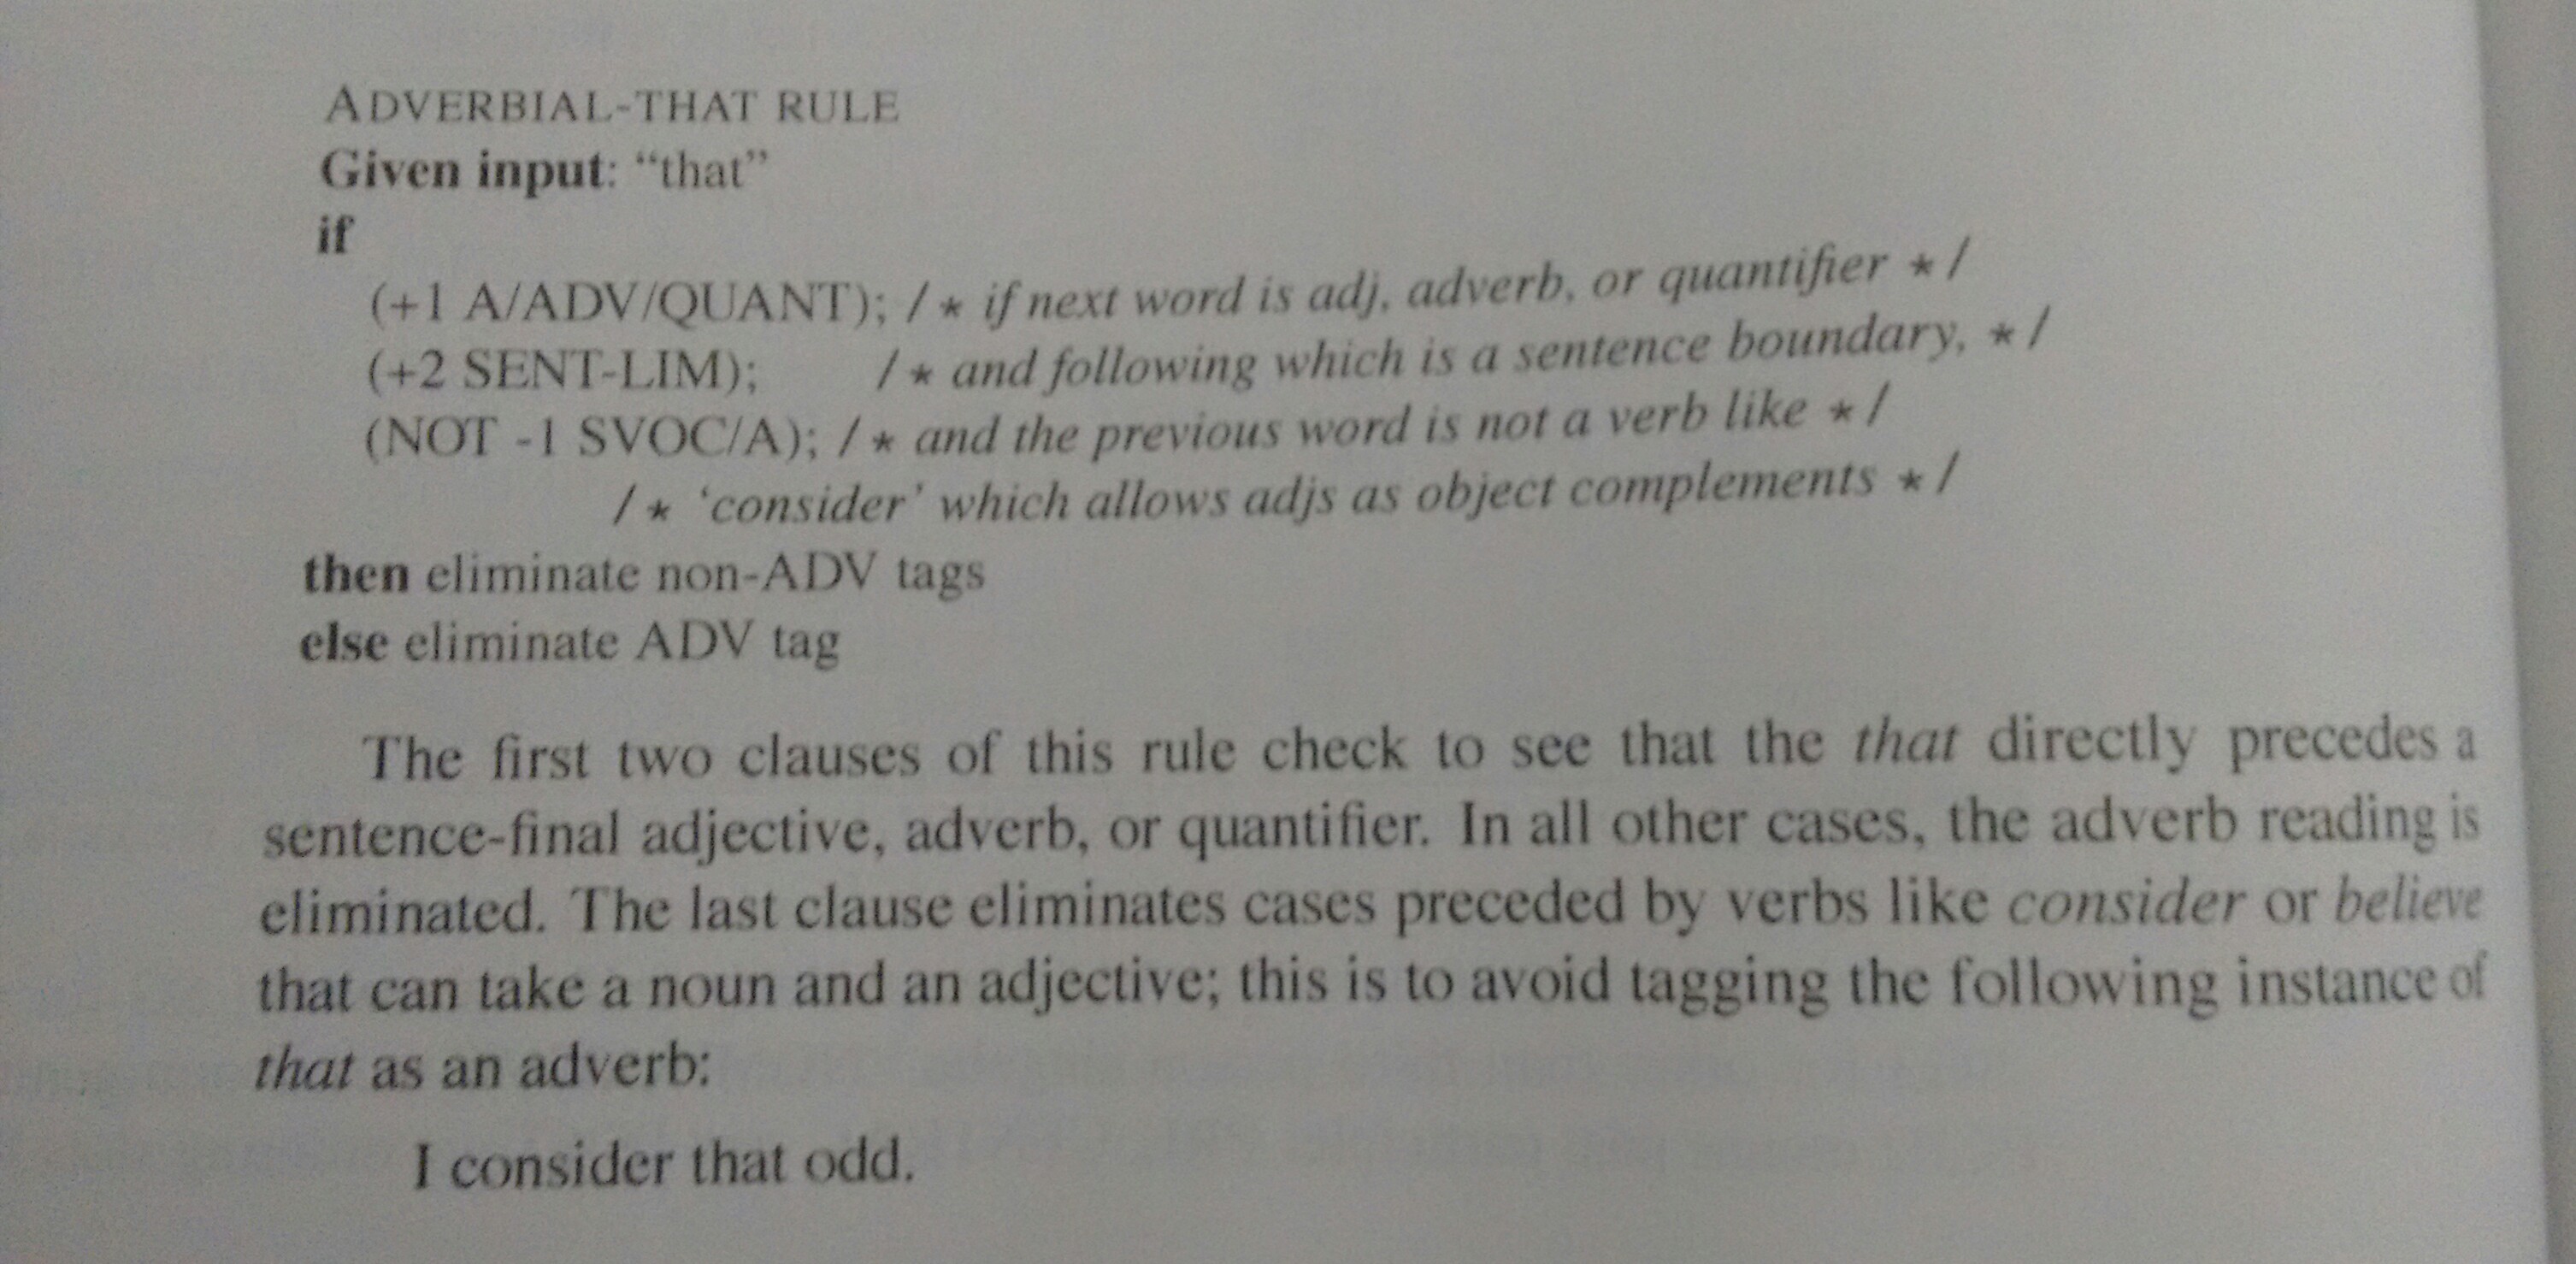 ADVERBIAL-THAT RULE
Given input: “that”
if
(+1 A/ADV/QUANT); /* if next word is adj, adverb, or quantifier */
(+2 SENT-LIM); /* and following which is a sentence boundary, */
(NOT -1 SVOC/A); /* and the previous word is not a verb like */
/* ‘consider’ which allows adjs as object complements */
then eliminate non-ADV tags
else eliminate ADV tag
The first two clauses of this rule check to see that the that directly precedes a
sentence-final adjective, adverb, or quantifier. In all other cases, the adverb reading is
eliminated. The last clause eliminates cases preceded by verbs like consider or believe
that can take a noun and an adjective; this is to avoid tagging the following instance of
that as an adverb:
I consider that odd.